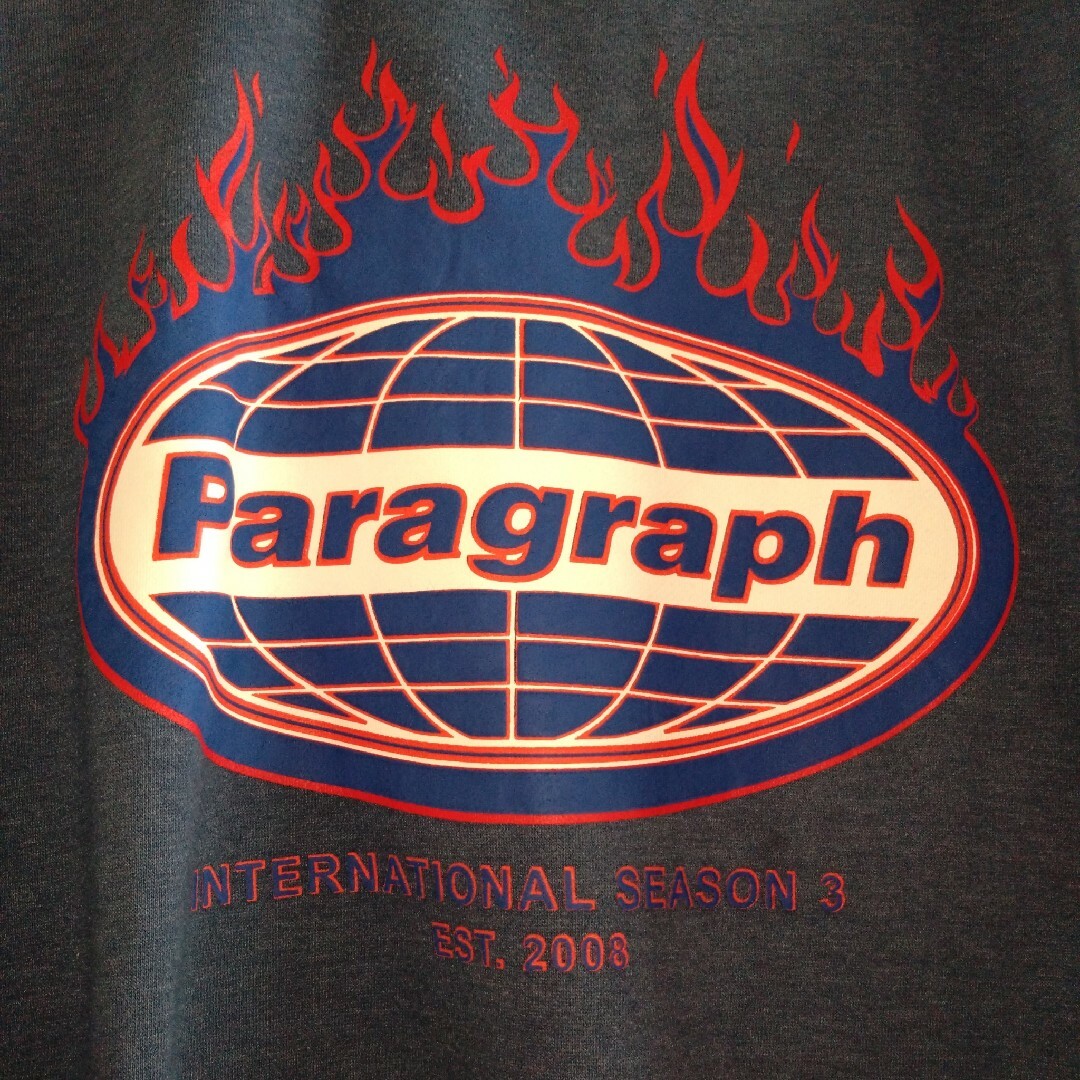 Paragraph
INTERNATIONAL SEASON 3
EST. 2008